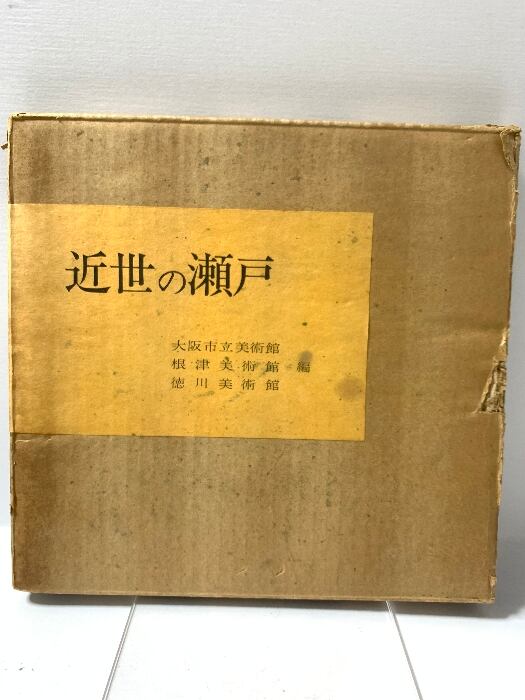 近世の瀬戸
大阪市立美術館
根津美術館 編
徳川美術館